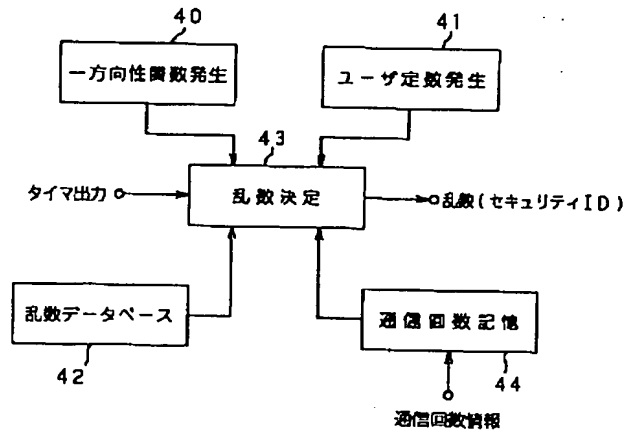 40
一方向性関数発生
41
ユーザ定数発生
43
タイマ出力
乱数決定
乱数(セキュリティID)
乱数データベース
42
通信回数記憶
44
通信回数情報